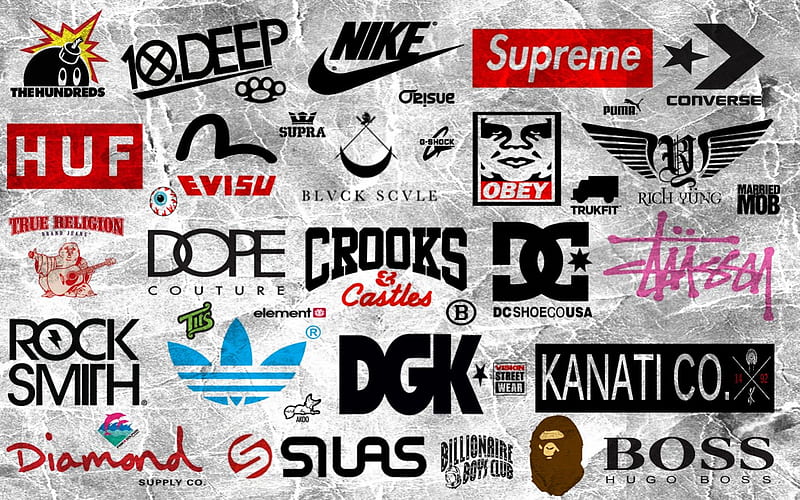 THE HUNDREDS
10.DEEP
NIKE
Supreme
CONVERSE
ORISUE
PUMA
HUF
SUPRA
EVISU
BLVCK SCVLE
G-SHOCK
OBEY
TRUKFIT
RICH YUNG
MARRIED
MOB
TRUE RELIGION
BRAND JEANS
DOPE
COUTURE
CROOKS
&
Castles
DC
DCSHOECOUSA
Stüssy
B
ROCK
SMITH®
element
®
AKOO
DGK
VISION
STREET
WEAR
KANATI CO.
14 92
Diamond
SUPPLY CO.
SILAS
BILLIONAIRE
BOYS CLUB
BOSS
HUGO BOSS